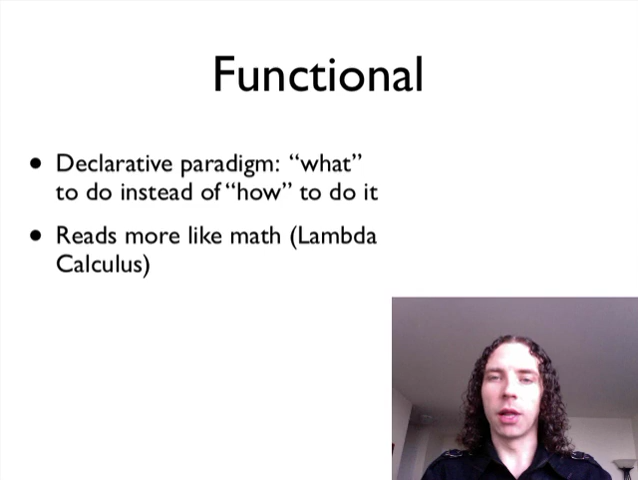 Functional
• Declarative paradigm: “what”
to do instead of “how” to do it
• Reads more like math (Lambda
Calculus)